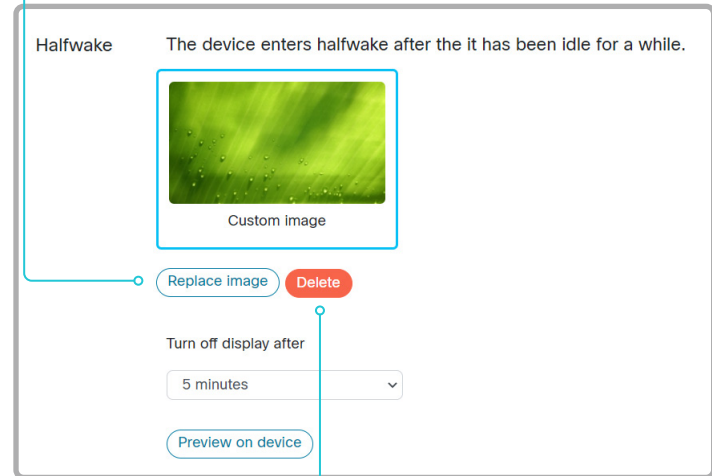 Halfwake
The device enters halfwake after the it has been idle for a while.
Custom image
Replace image
Delete
Turn off display after
5 minutes
Preview on device